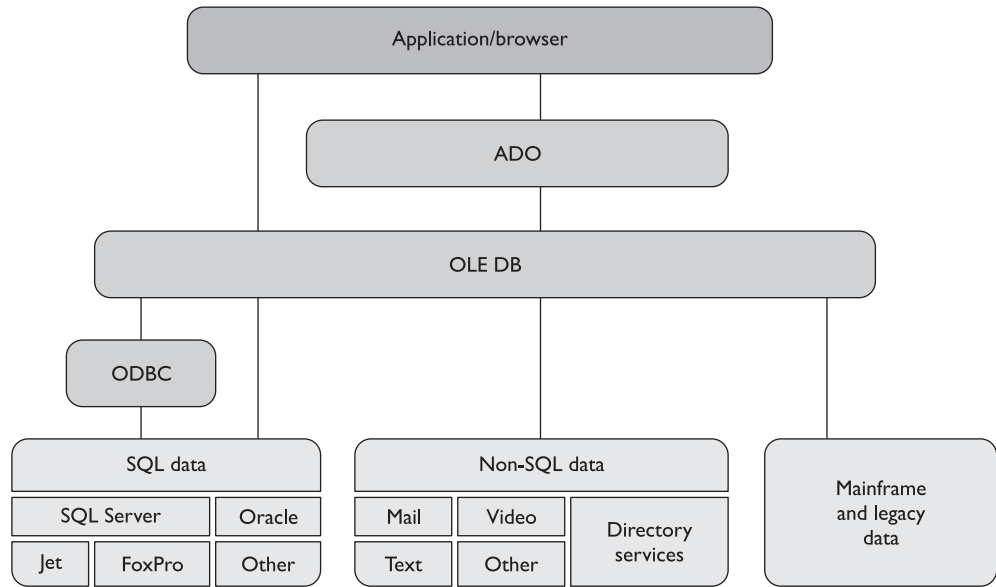 Application/browser
ADO
OLE DB
ODBC
SQL data
SQL Server
Oracle
Jet
FoxPro
Other
Non-SQL data
Mail
Video
Directory
services
Text
Other
Mainframe
and legacy
data